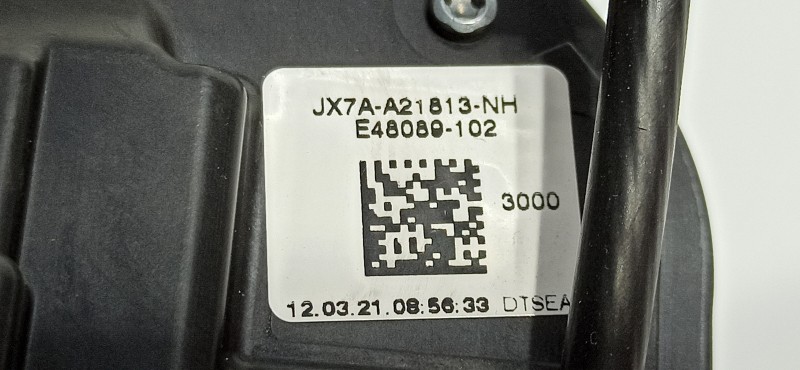 JX7A-A21813-NH
E48089-102
3000
12.03.21.08:56:33 DTSEA